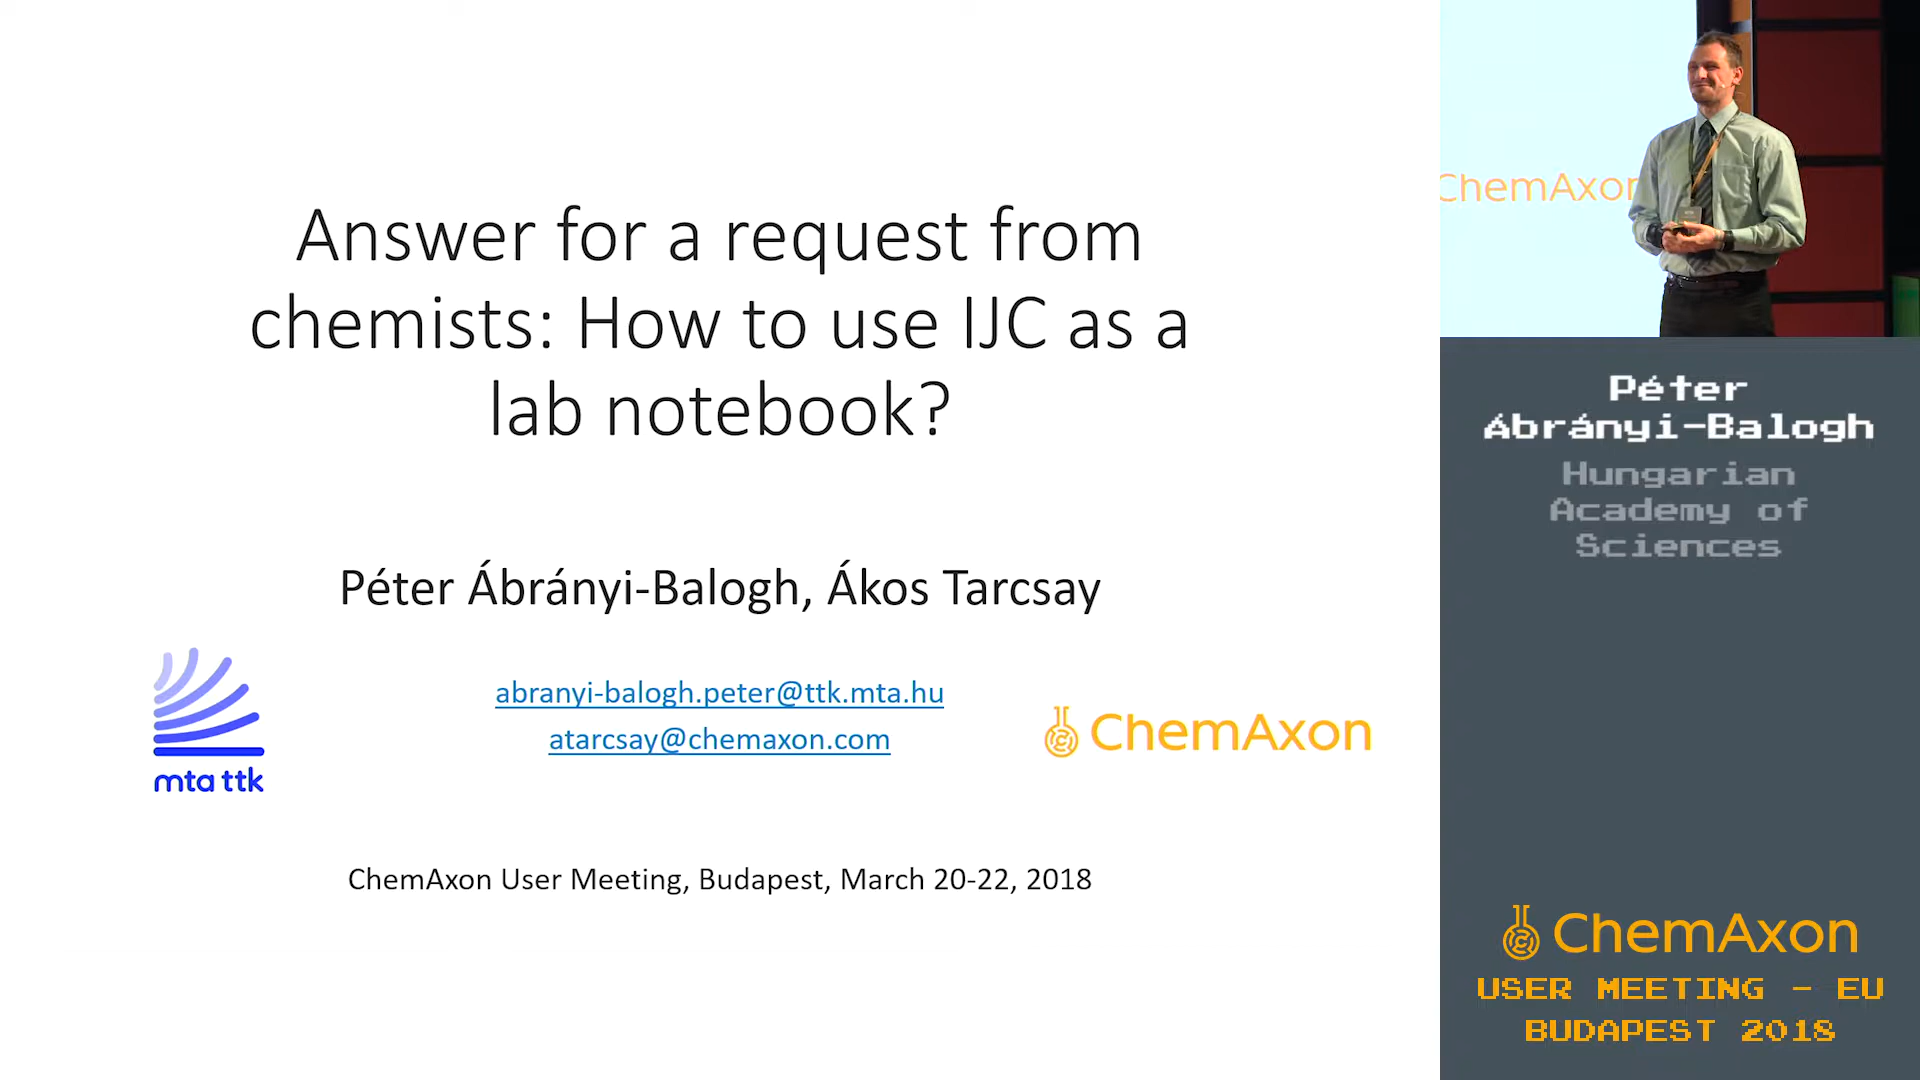 Answer for a request from
chemists: How to use IJC as a
lab notebook?
Péter Ábrányi-Balogh, Ákos Tarcsay
abranyi-balogh.peter@ttk.mta.hu
atarcsay@chemaxon.com
mta ttk
ChemAxon
ChemAxon User Meeting, Budapest, March 20-22, 2018
ChemAxon
Péter
Ábrányi-Balogh
Hungarian
Academy of
Sciences
ChemAxon
USER MEETING - EU
BUDAPEST 2018